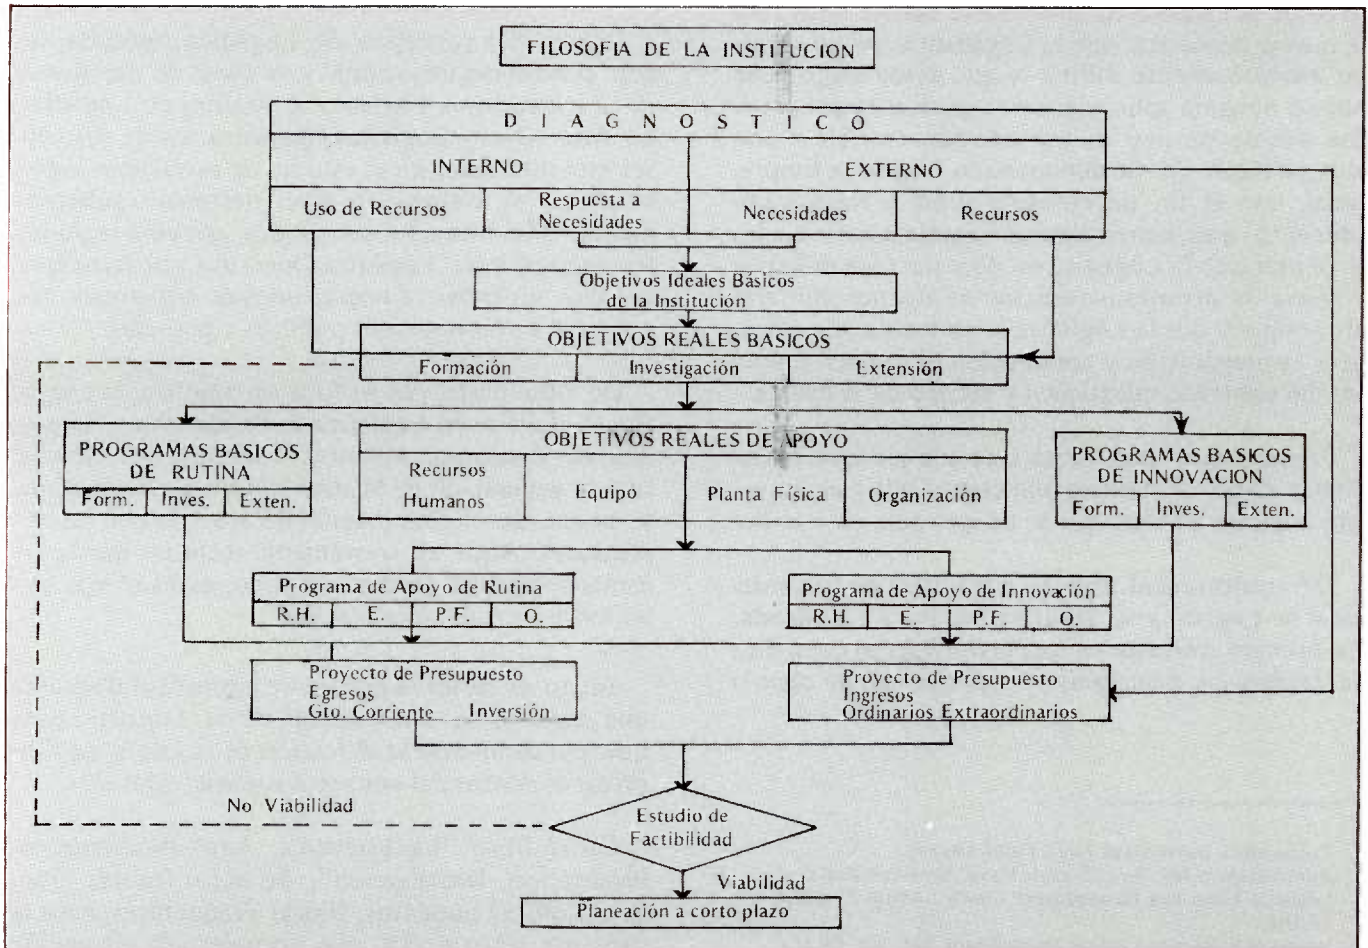 FILOSOFIA DE LA INSTITUCION
D I A G N O S T I C O
INTERNO
EXTERNO
Uso de Recursos
Respuesta a
Necesidades
Necesidades
Recursos
Objetivos Ideales Básicos
de la Institución
OBJETIVOS REALES BASICOS
Formación
Investigación
Extensión
PROGRAMAS BASICOS
DE RUTINA
Form.
Inves.
Exten.
OBJETIVOS REALES DE APOYO
Recursos
Humanos
Equipo
Planta Física
Organización
PROGRAMAS BASICOS
DE INNOVACION
Form.
Inves.
Exten.
Programa de Apoyo de Rutina
R.H.
E.
P.F.
O.
Programa de Apoyo de Innovación
R.H.
E.
P.F.
O.
Proyecto de Presupuesto
Egresos
Gto. Corriente Inversión
Proyecto de Presupuesto
Ingresos
Ordinarios Extraordinarios
No Viabilidad
Estudio de
Factibilidad
Viabilidad
Planeación a corto plazo